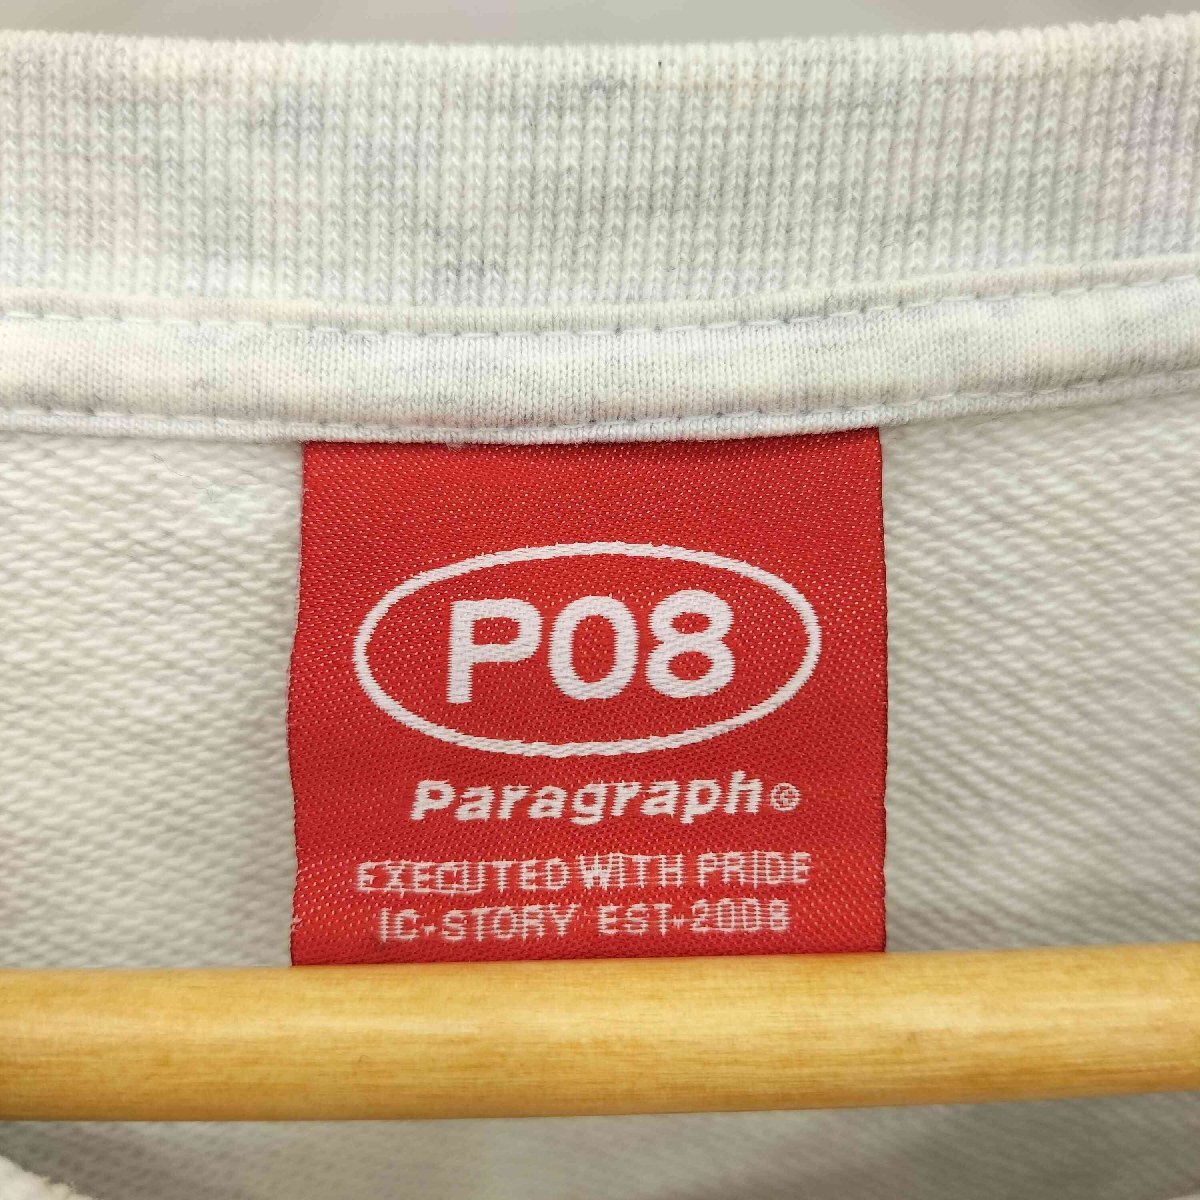 P08
Paragraph®
EXECUTED WITH PRIDE
IC-STORY EST-2008